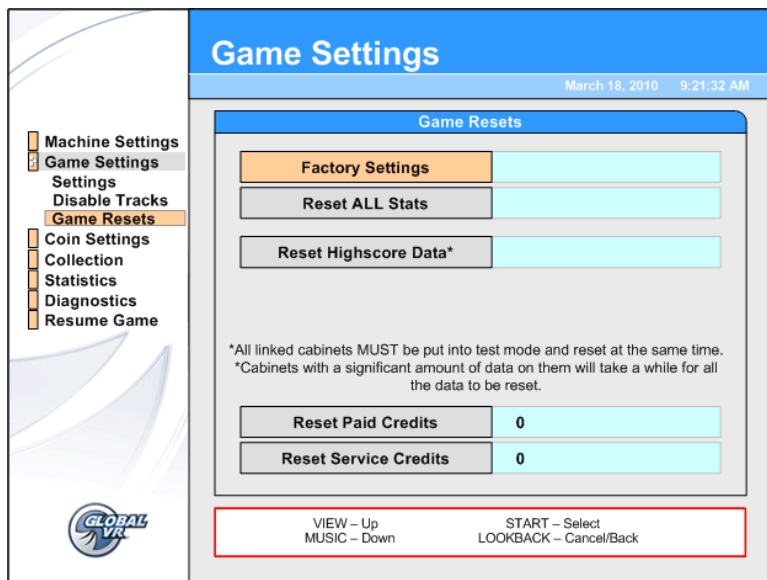 Game Settings
March 18, 2010 9:21:32 AM
Machine Settings
Game Settings
Settings
Disable Tracks
Game Resets
Coin Settings
Collection
Statistics
Diagnostics
Resume Game
GLOBAL
VR
Game Resets
Factory Settings
Reset ALL Stats
Reset Highscore Data*
*All linked cabinets MUST be put into test mode and reset at the same time.
*Cabinets with a significant amount of data on them will take a while for all
the data to be reset.
Reset Paid Credits 0
Reset Service Credits 0
VIEW – Up START – Select
MUSIC – Down LOOKBACK – Cancel/Back